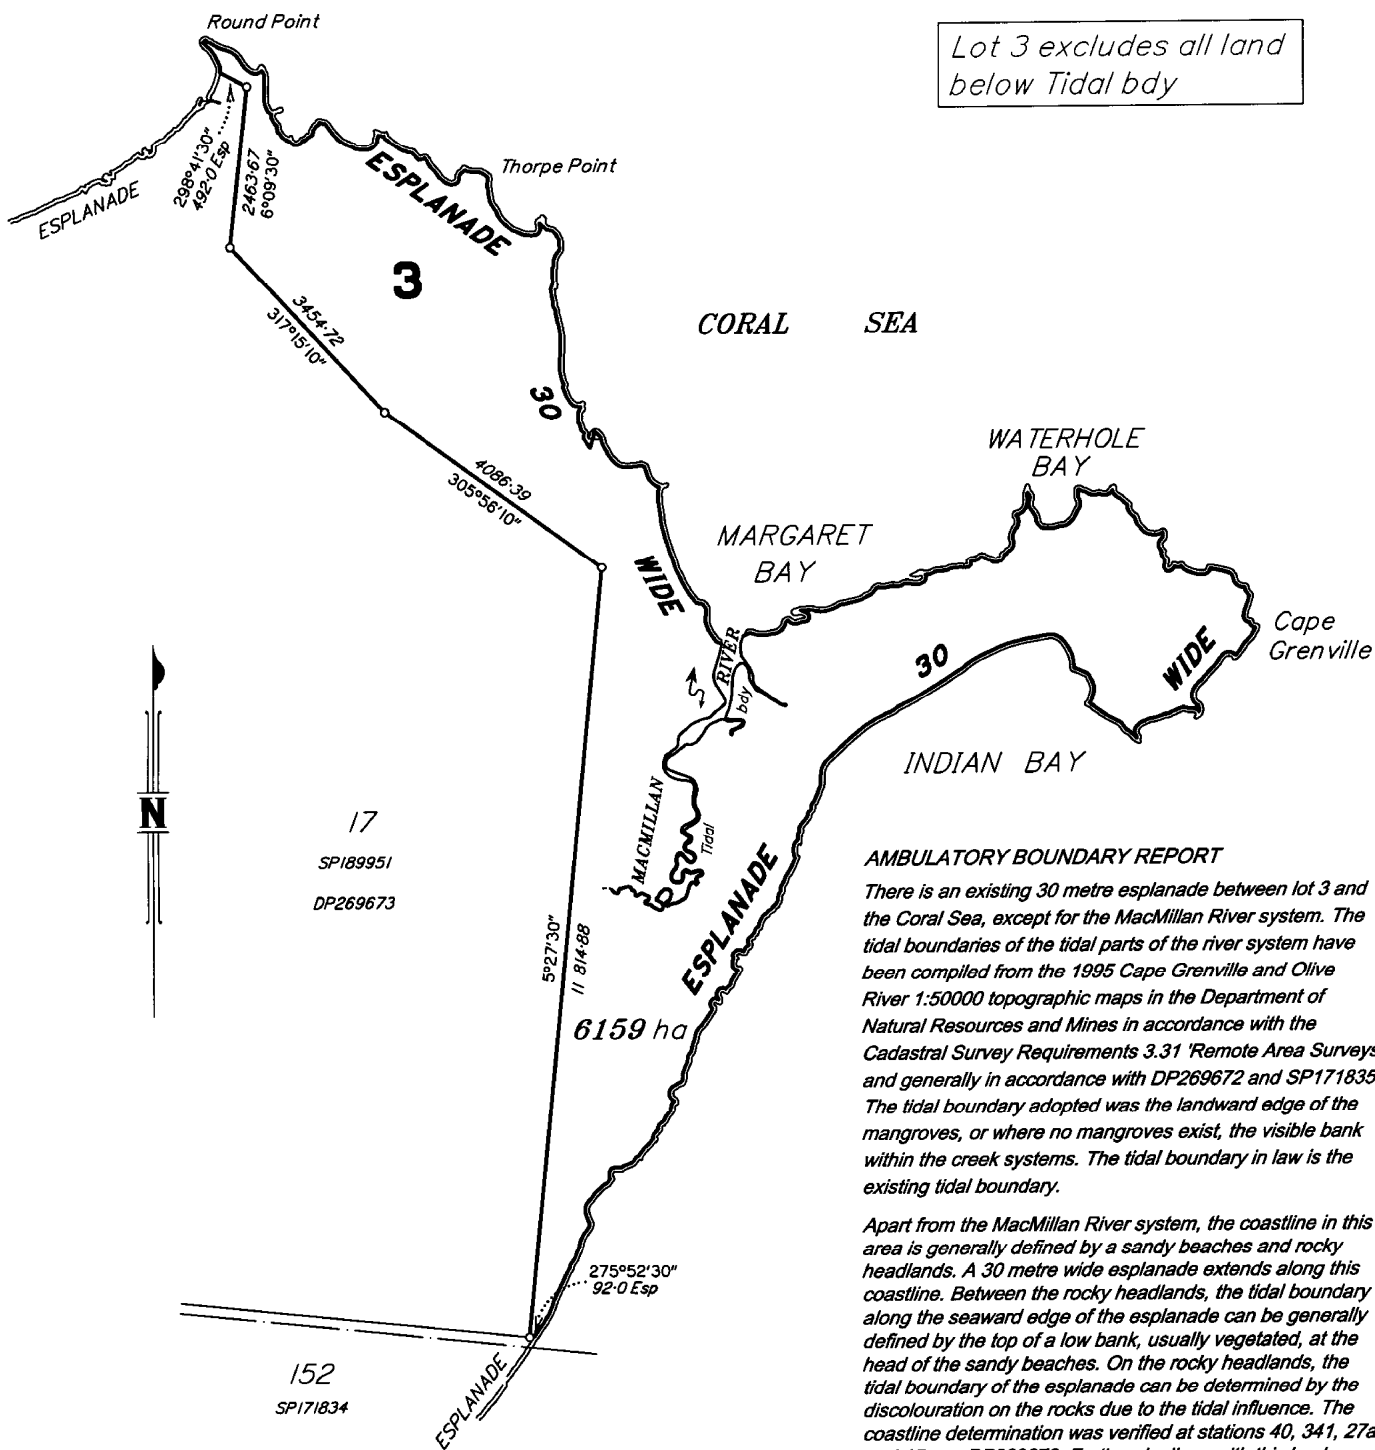 Round Point
Lot 3 excludes all land
below Tidal bdy
ESPLANADE
298°41'30"
492·0 Esp
2463·67
6°09'30"
ESPLANADE
Thorpe Point
3
CORAL SEA
3454·72
317°15'10"
30
WATERHOLE
BAY
4086·39
305°56'10"
MARGARET
BAY
WIDE
RIVER
bdy
30
WIDE
Cape
Grenville
INDIAN BAY
N
17
SP189951
DP269673
MACMILLAN
Tidal
5°27'30"
11 814·88
ESPLANADE
6159 ha
275°52'30"
92·0 Esp
152
SP171834
ESPLANADE
AMBULATORY BOUNDARY REPORT
There is an existing 30 metre esplanade between lot 3 and
the Coral Sea, except for the MacMillan River system. The
tidal boundaries of the tidal parts of the river system have
been compiled from the 1995 Cape Grenville and Olive
River 1:50000 topographic maps in the Department of
Natural Resources and Mines in accordance with the
Cadastral Survey Requirements 3.31 'Remote Area Surveys
and generally in accordance with DP269672 and SP171835
The tidal boundary adopted was the landward edge of the
mangroves, or where no mangroves exist, the visible bank
within the creek systems. The tidal boundary in law is the
existing tidal boundary.
Apart from the MacMillan River system, the coastline in this
area is generally defined by a sandy beaches and rocky
headlands. A 30 metre wide esplanade extends along this
coastline. Between the rocky headlands, the tidal boundary
along the seaward edge of the esplanade can be generally
defined by the top of a low bank, usually vegetated, at the
head of the sandy beaches. On the rocky headlands, the
tidal boundary of the esplanade can be determined by the
discolouration on the rocks due to the tidal influence. The
coastline determination was verified at stations 40, 341, 27a